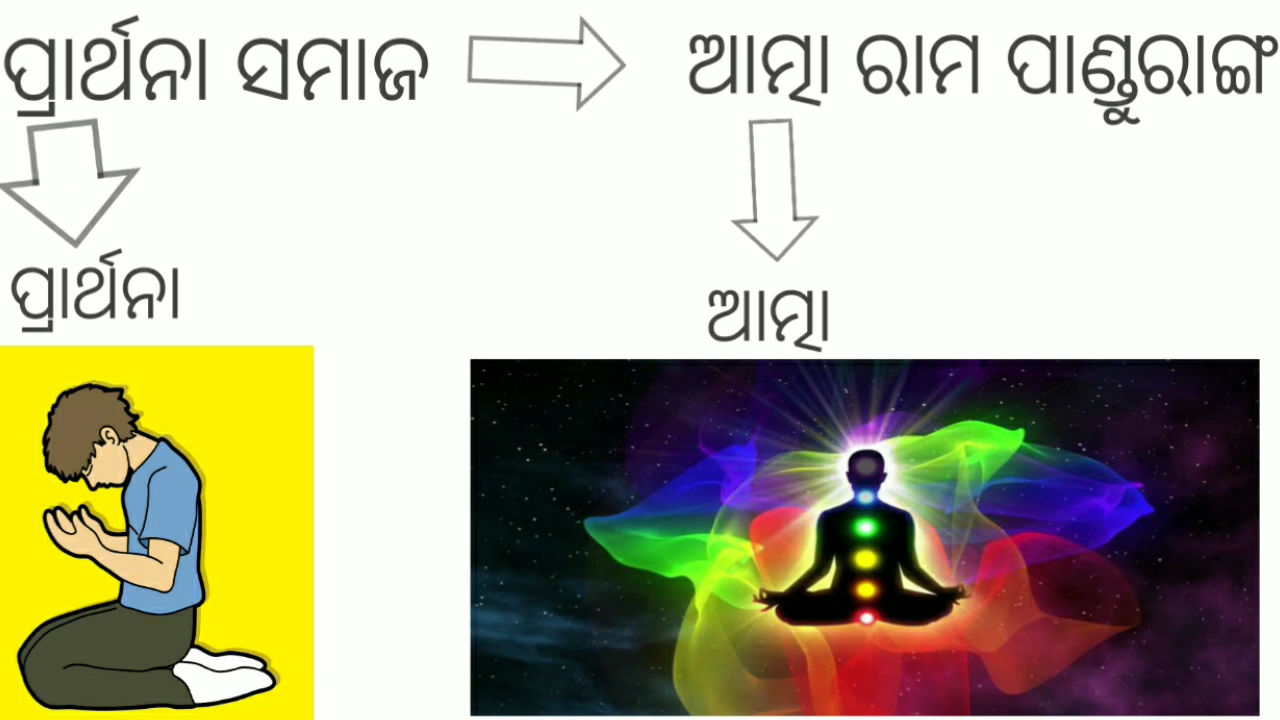 ପ୍ରାର୍ଥନା ସମାଜ
ଆତ୍ମା ରାମ ପାଣ୍ଡୁରାଙ୍ଗ
ପ୍ରାର୍ଥନା
ଆତ୍ମା